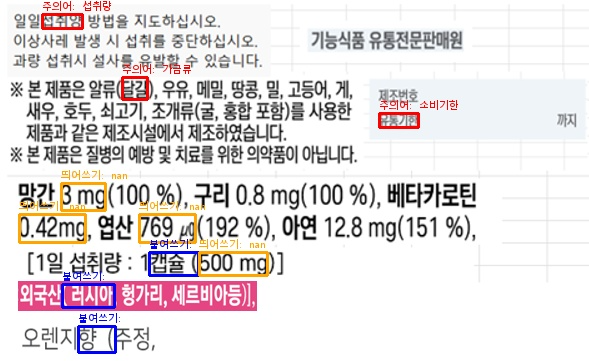 주의어: 섭취량
일일섭취양 방법을 지도하십시오.
이상사례 발생 시 섭취를 중단하십시오.
과량 섭취시 설사를 유발할 수 있습니다.
기능식품 유통전문판매원
주의어: 가금류
※ 본 제품은 알류(달걀), 우유, 메밀, 땅콩, 밀, 고등어, 게,
새우, 호두, 쇠고기, 조개류(굴, 홍합 포함)를 사용한
제품과 같은 제조시설에서 제조하였습니다.
※ 본 제품은 질병의 예방 및 치료를 위한 의약품이 아닙니다.
제조번호
주의어: 소비기한
유통기한 까지
띄어쓰기: nan
망간 3 mg(100 %), 구리 0.8 mg(100 %), 베타카로틴
띄어쓰기: nan 띄어쓰기: nan
0.42mg, 엽산 769 ㎍(192 %), 아연 12.8 mg(151 %),
붙여쓰기: 띄어쓰기: nan
[1일 섭취량 : 1캡슐 (500 mg)]
붙여쓰기:
외국산 (러시아, 헝가리, 세르비아등)],
붙여쓰기:
오렌지향 (주정,